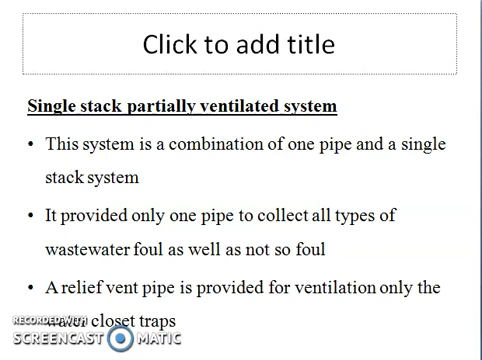 Click to add title
Single stack partially ventilated system
• This system is a combination of one pipe and a single
stack system
• It provided only one pipe to collect all types of
wastewater foul as well as not so foul
• A relief vent pipe is provided for ventilation only the
water closet traps
RECORDED WITH
SCREENCAST MATIC